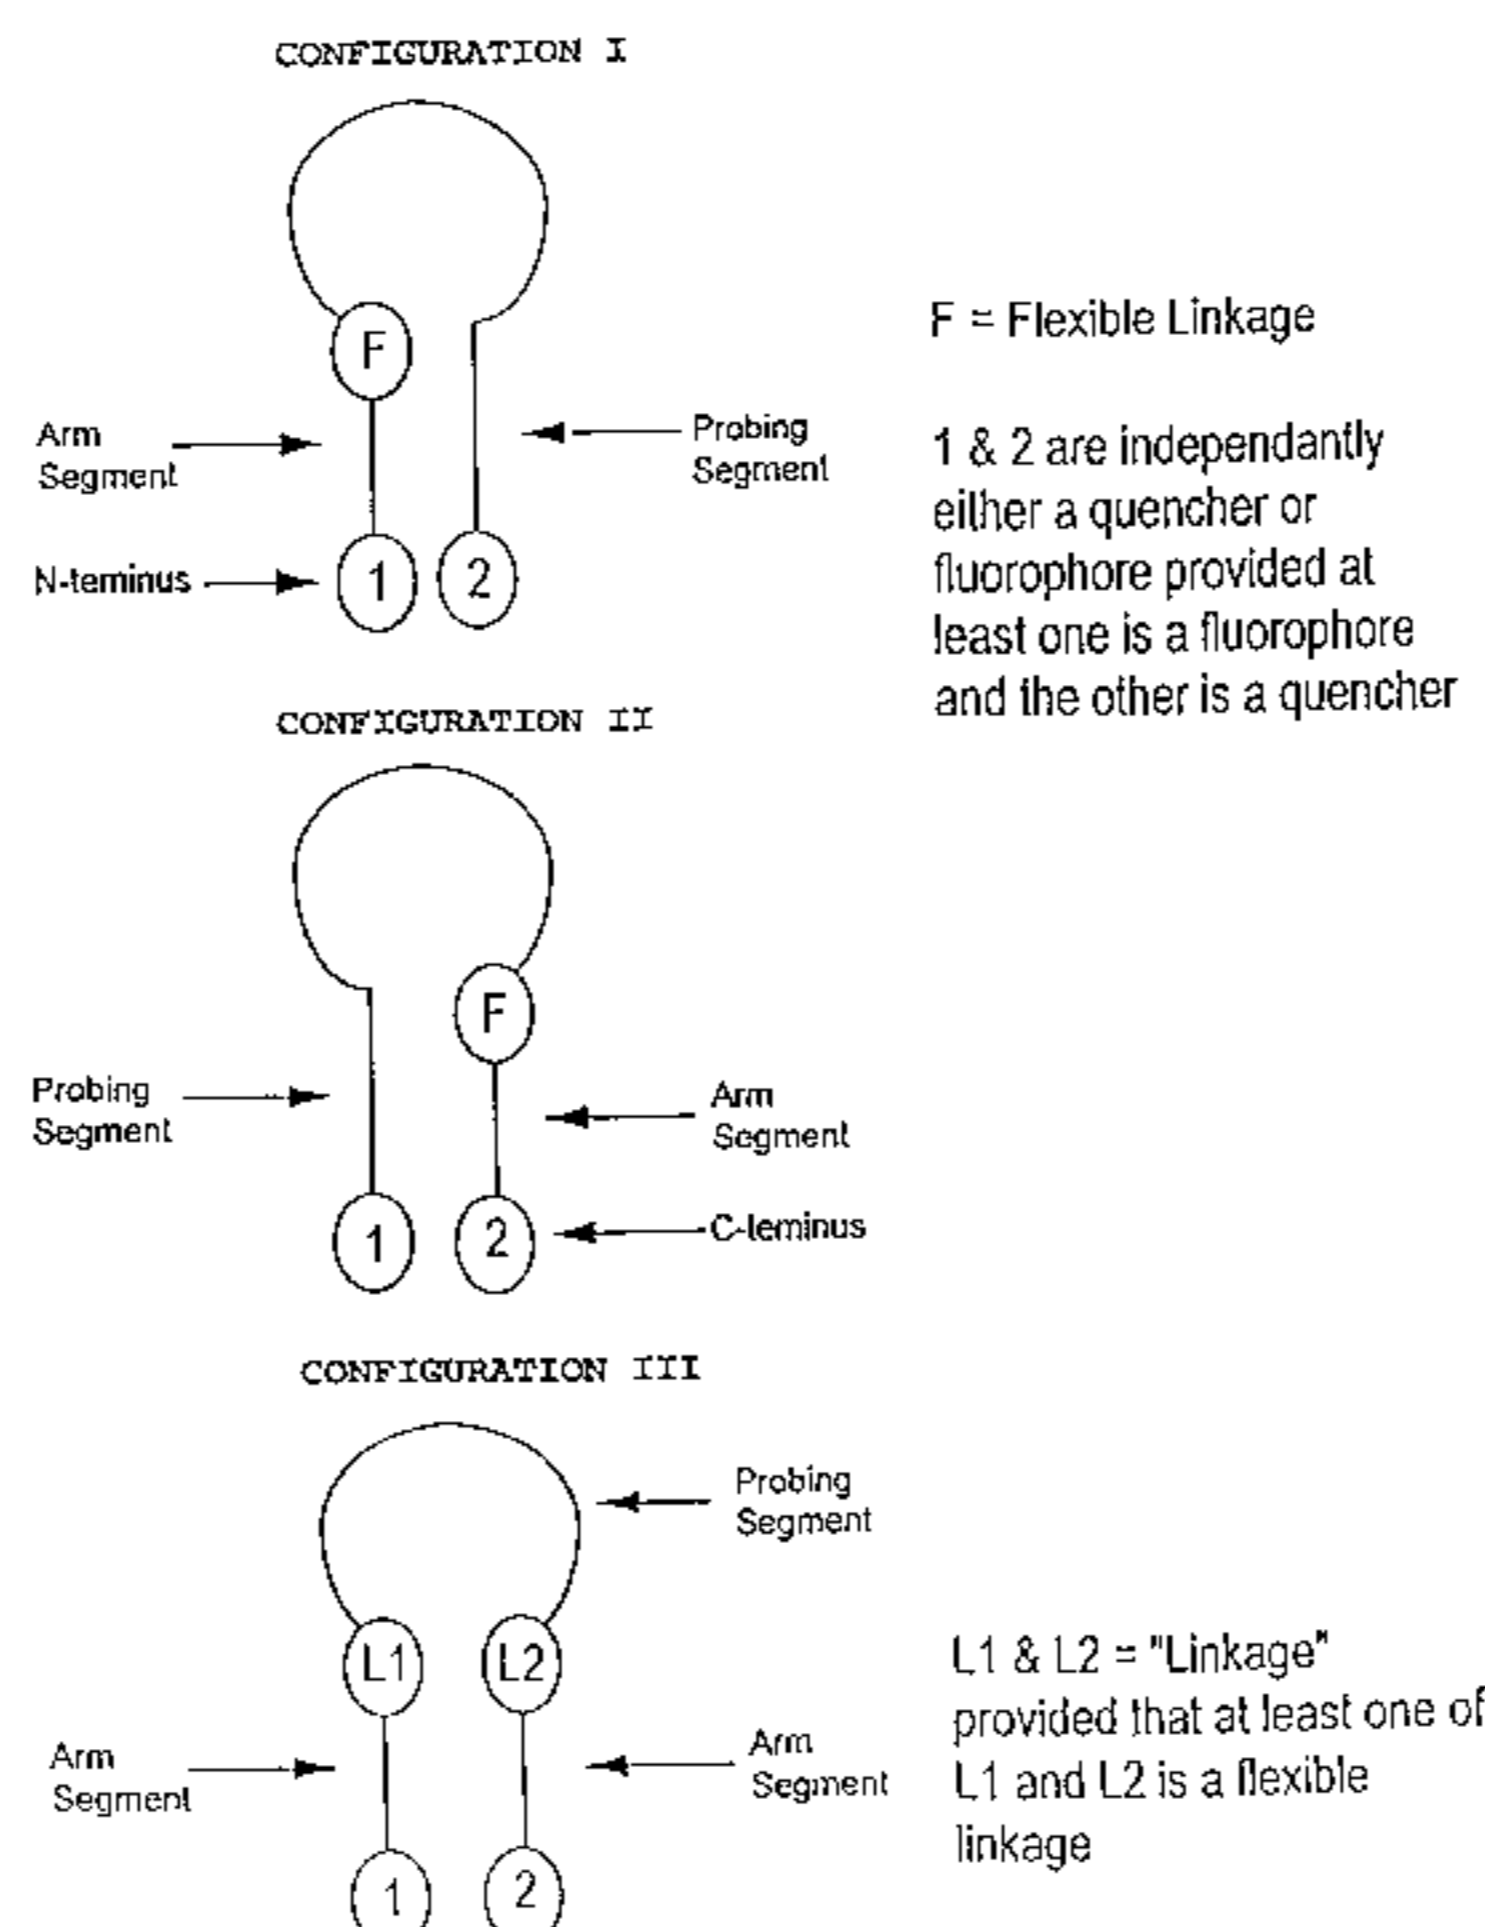 CONFIGURATION I
F
Arm
Segment
Probing
Segment
N-teminus
1
2
F = Flexible Linkage
1 & 2 are independantly
either a quencher or
fluorophore provided at
least one is a fluorophore
and the other is a quencher
CONFIGURATION II
F
Probing
Segment
Arm
Segment
1
2
C-teminus
CONFIGURATION III
Probing
Segment
L1
L2
Arm
Segment
Arm
Segment
1
2
L1 & L2 = "Linkage"
provided that at least one of
L1 and L2 is a flexible
linkage